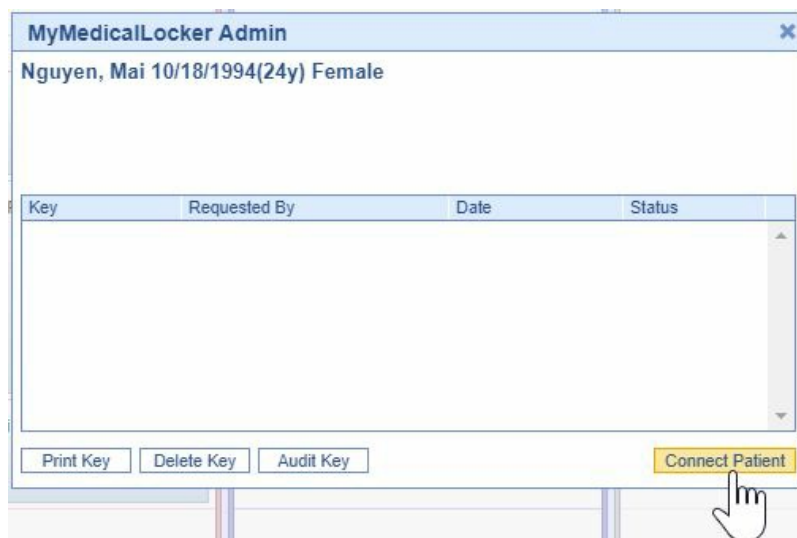 MyMedicalLocker Admin
Nguyen, Mai 10/18/1994(24y) Female
Key Requested By Date Status
Print Key Delete Key Audit Key Connect Patient